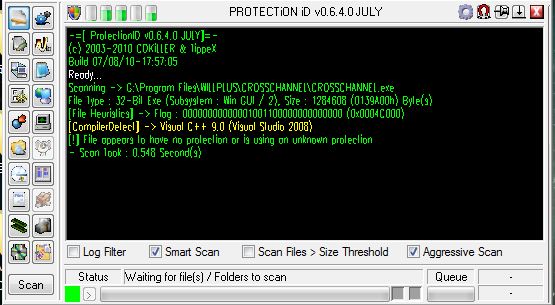 PROTECTiON iD v0.6.4.0 JULY
-=[ ProtectionID v0.6.4.0 JULY]=-
(c) 2003-2010 CDKiLLER & TippeX
Build 07/08/10-17:57:05
Ready...
Scanning -> G:\Program Files\WILLPLUS\CROSSCHANNEL\CROSSCHANNEL.exe
File Type : 32-Bit Exe (Subsystem : Win GUI / 2), Size : 1284608 (0139A00h) Byte(s)
[File Heuristics] -> Flag : 00000000000001001100000000000000 (0x0004C000)
[CompilerDetect] -> Visual C++ 9.0 (Visual Studio 2008)
[!] File appears to have no protection or is using an unknown protection
- Scan Took : 0.548 Second(s)
Log Filter Smart Scan Scan Files > Size Threshold Aggressive Scan
Status Waiting for file(s) / Folders to scan Queue -
Scan - -